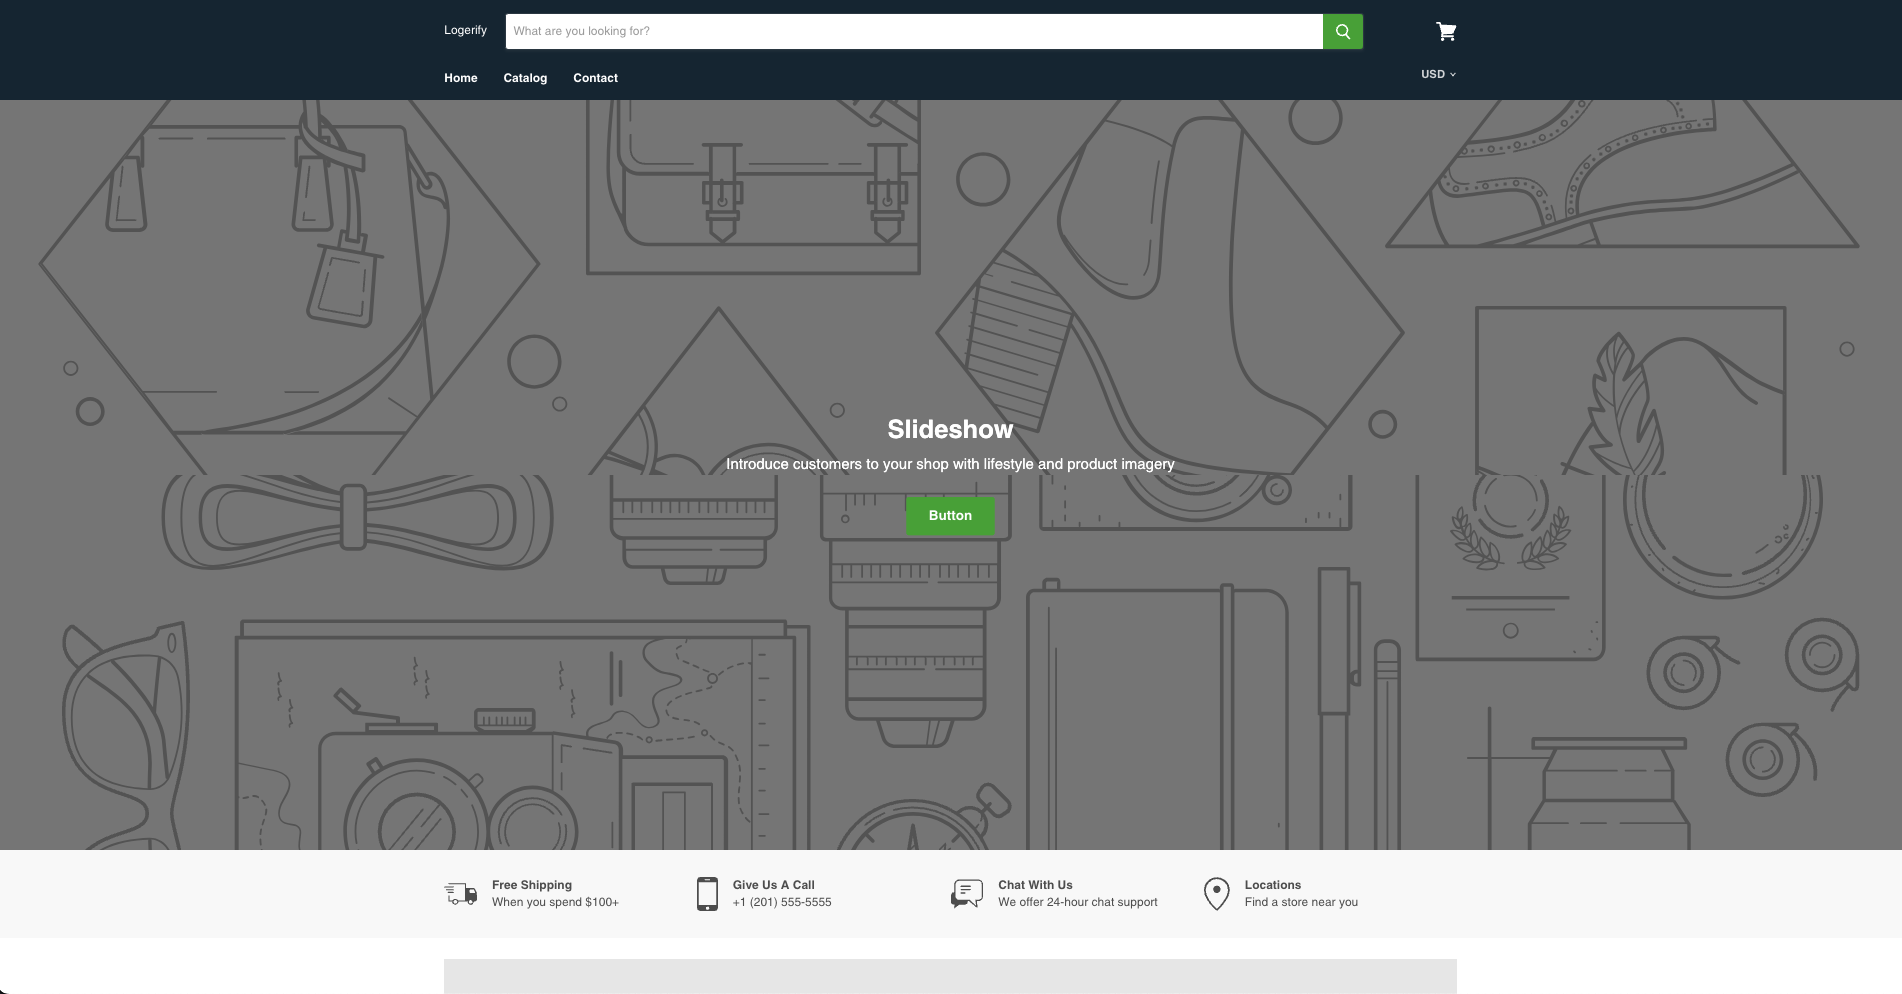 Logerify
What are you looking for?
Home Catalog Contact
USD
Slideshow
Introduce customers to your shop with lifestyle and product imagery
Button
Free Shipping
When you spend $100+
Give Us A Call
+1 (201) 555-5555
Chat With Us
We offer 24-hour chat support
Locations
Find a store near you